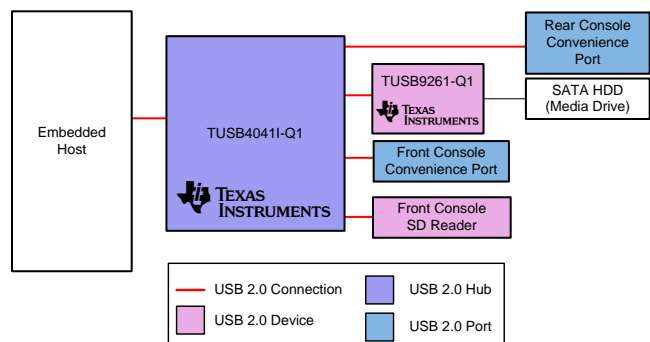 Embedded
Host
TUSB4041I-Q1
TEXAS
INSTRUMENTS
Rear Console
Convenience
Port
TUSB9261-Q1
TEXAS
INSTRUMENTS
SATA HDD
(Media Drive)
Front Console
Convenience Port
Front Console
SD Reader
USB 2.0 Connection
USB 2.0 Hub
USB 2.0 Device
USB 2.0 Port